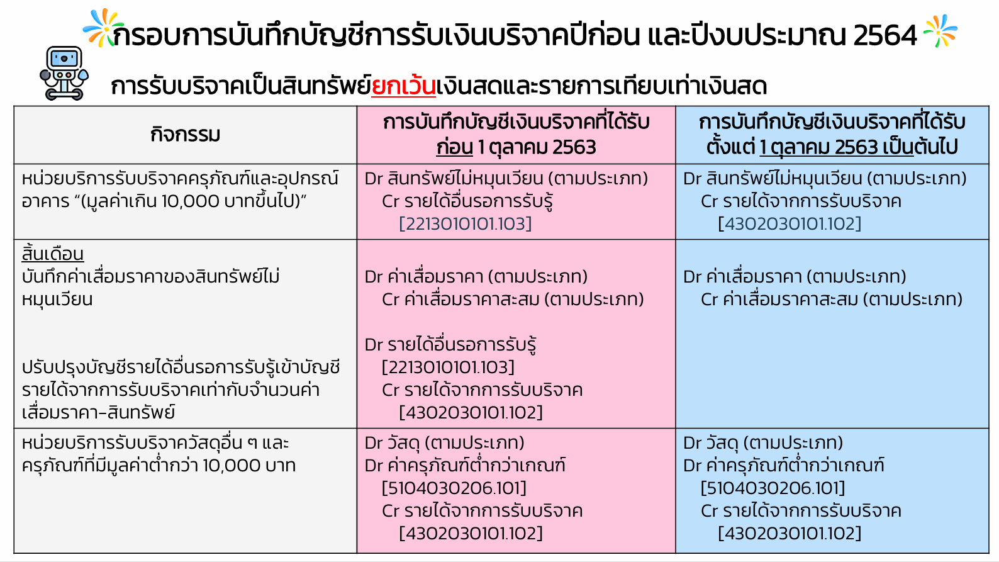 กรอบการบันทึกบัญชีการรับเงินบริจาคปีก่อน และปีงบประมาณ 2564
การรับบริจาคเป็นสินทรัพย์ยกเว้นเงินสดและรายการเทียบเท่าเงินสด
กิจกรรม
การบันทึกบัญชีเงินบริจาคที่ได้รับ
ก่อน 1 ตุลาคม 2563
การบันทึกบัญชีเงินบริจาคที่ได้รับ
ตั้งแต่ 1 ตุลาคม 2563 เป็นต้นไป
หน่วยบริการรับบริจาคครุภัณฑ์และอุปกรณ์
อาคาร “(มูลค่าเกิน 10,000 บาทขึ้นไป)”
Dr สินทรัพย์ไม่หมุนเวียน (ตามประเภท)
Cr รายได้อื่นรอการรับรู้
[2213010101.103]
Dr สินทรัพย์ไม่หมุนเวียน (ตามประเภท)
Cr รายได้จากการรับบริจาค
[4302030101.102]
สิ้นเดือน
บันทึกค่าเสื่อมราคาของสินทรัพย์ไม่
หมุนเวียน
ปรับปรุงบัญชีรายได้อื่นรอการรับรู้เข้าบัญชี
รายได้จากการรับบริจาคเท่ากับจำนวนค่า
เสื่อมราคา-สินทรัพย์
Dr ค่าเสื่อมราคา (ตามประเภท)
Cr ค่าเสื่อมราคาสะสม (ตามประเภท)
Dr รายได้อื่นรอการรับรู้
[2213010101.103]
Cr รายได้จากการรับบริจาค
[4302030101.102]
Dr ค่าเสื่อมราคา (ตามประเภท)
Cr ค่าเสื่อมราคาสะสม (ตามประเภท)
หน่วยบริการรับบริจาควัสดุอื่น ๆ และ
ครุภัณฑ์ที่มีมูลค่าต่ำกว่า 10,000 บาท
Dr วัสดุ (ตามประเภท)
Dr ค่าครุภัณฑ์ต่ำกว่าเกณฑ์
[5104030206.101]
Cr รายได้จากการรับบริจาค
[4302030101.102]
Dr วัสดุ (ตามประเภท)
Dr ค่าครุภัณฑ์ต่ำกว่าเกณฑ์
[5104030206.101]
Cr รายได้จากการรับบริจาค
[4302030101.102]